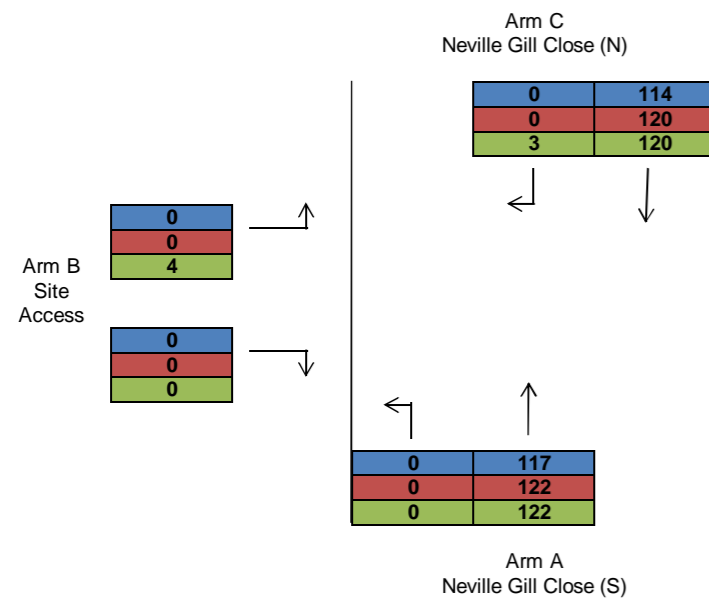 Arm C
Neville Gill Close (N)
0 114
0 120
3 120
0
0
4
Arm B
Site
Access
0
0
0
0 117
0 122
0 122
Arm A
Neville Gill Close (S)